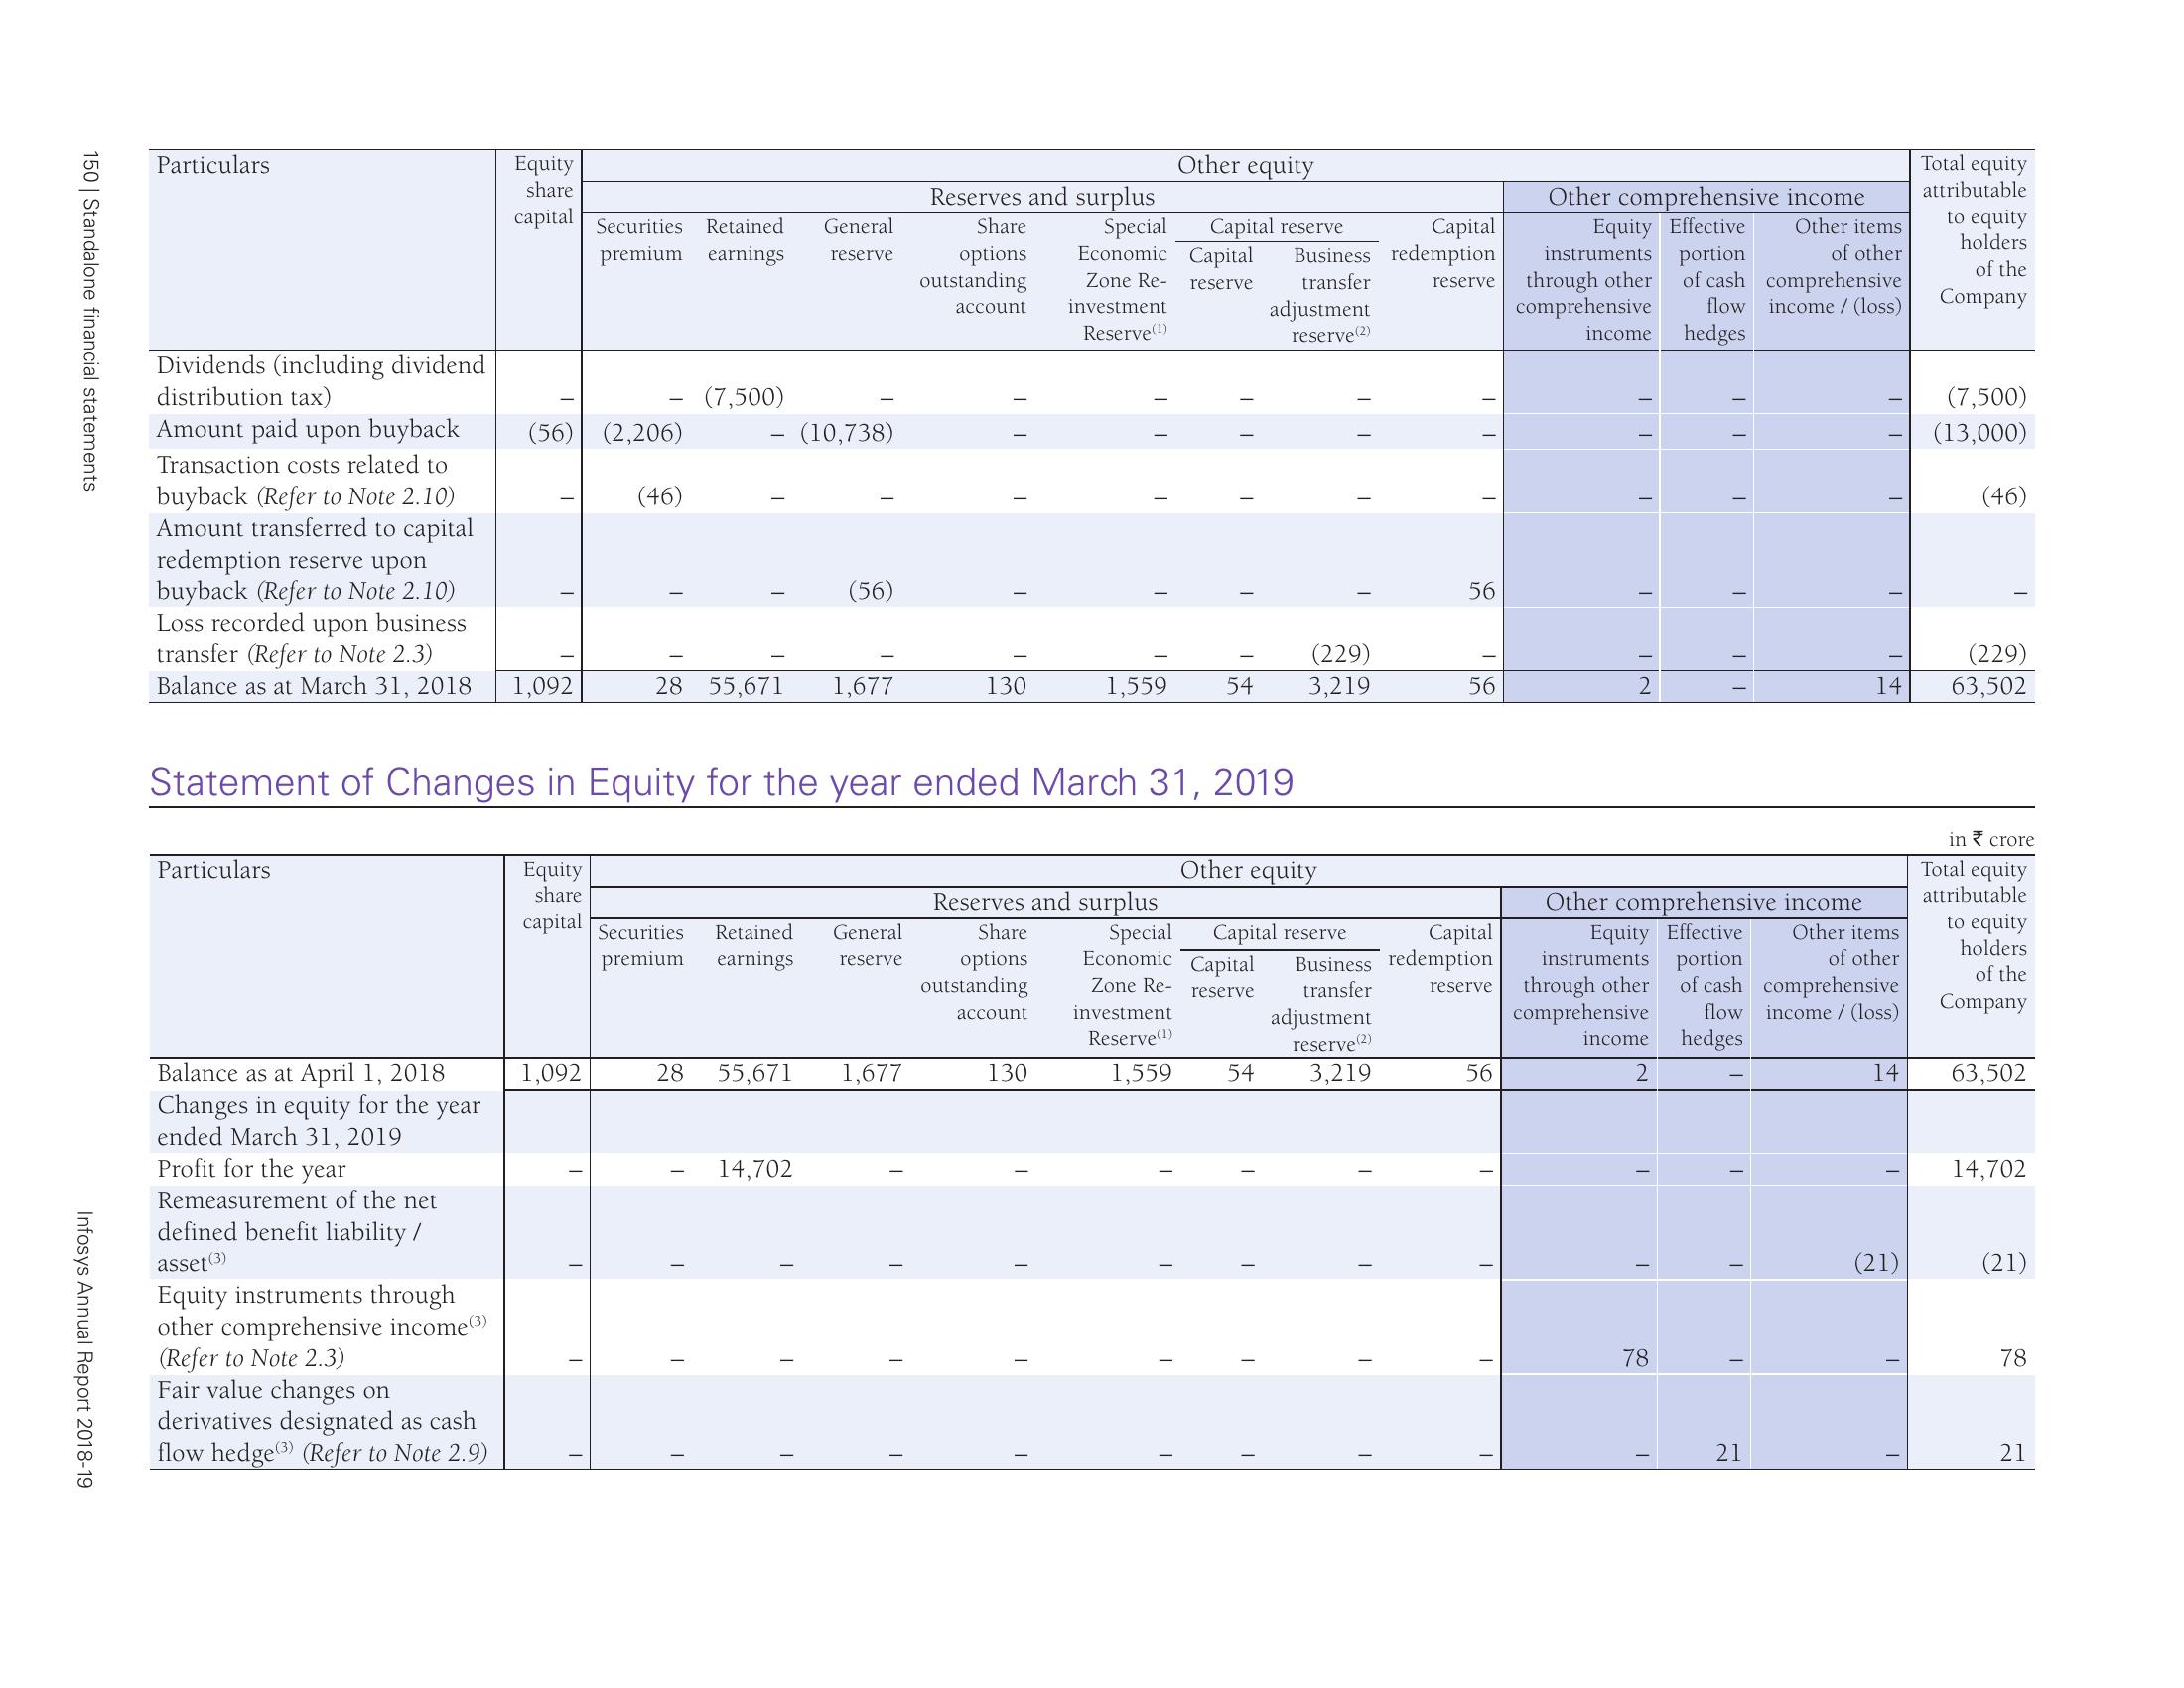 150 | Standalone financial statements
Particulars
Equity share capital
Other equity
Total equity attributable to equity holders of the Company
Reserves and surplus
Other comprehensive income
Securities premium
Retained earnings
General reserve
Share options outstanding account
Special Economic Zone Re-investment Reserve(1)
Capital reserve
Capital reserve
Business transfer adjustment reserve(2)
Capital redemption reserve
Equity instruments through other comprehensive income
Effective portion of cash flow hedges
Other items of other comprehensive income / (loss)
Dividends (including dividend
distribution tax) – – (7,500) – – – – – – – – – (7,500)
Amount paid upon buyback (56) (2,206) – (10,738) – – – – – – – – (13,000)
Transaction costs related to
buyback (Refer to Note 2.10) – (46) – – – – – – – – – – (46)
Amount transferred to capital
redemption reserve upon
buyback (Refer to Note 2.10) – – – (56) – – – – 56 – – – –
Loss recorded upon business
transfer (Refer to Note 2.3) – – – – – – – (229) – – – – (229)
Balance as at March 31, 2018 1,092 28 55,671 1,677 130 1,559 54 3,219 56 2 – 14 63,502
Statement of Changes in Equity for the year ended March 31, 2019
in ₹ crore
Particulars
Equity share capital
Other equity
Total equity attributable to equity holders of the Company
Reserves and surplus
Other comprehensive income
Securities premium
Retained earnings
General reserve
Share options outstanding account
Special Economic Zone Re-investment Reserve(1)
Capital reserve
Capital reserve
Business transfer adjustment reserve(2)
Capital redemption reserve
Equity instruments through other comprehensive income
Effective portion of cash flow hedges
Other items of other comprehensive income / (loss)
Balance as at April 1, 2018 1,092 28 55,671 1,677 130 1,559 54 3,219 56 2 – 14 63,502
Changes in equity for the year
ended March 31, 2019
Profit for the year – – 14,702 – – – – – – – – – 14,702
Remeasurement of the net
defined benefit liability /
asset(3) – – – – – – – – – – – (21) (21)
Equity instruments through
other comprehensive income(3)
(Refer to Note 2.3) – – – – – – – – – 78 – – 78
Fair value changes on
derivatives designated as cash
flow hedge(3) (Refer to Note 2.9) – – – – – – – – – – 21 – 21
Infosys Annual Report 2018-19